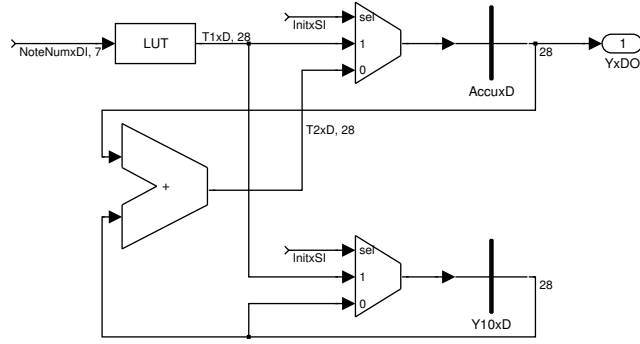 InitxSI
sel
NoteNumxDI, 7
LUT
T1xD, 28
1
0
AccuxD
28
1
YxDO
T2xD, 28
+
InitxSI
sel
1
0
Y10xD
28